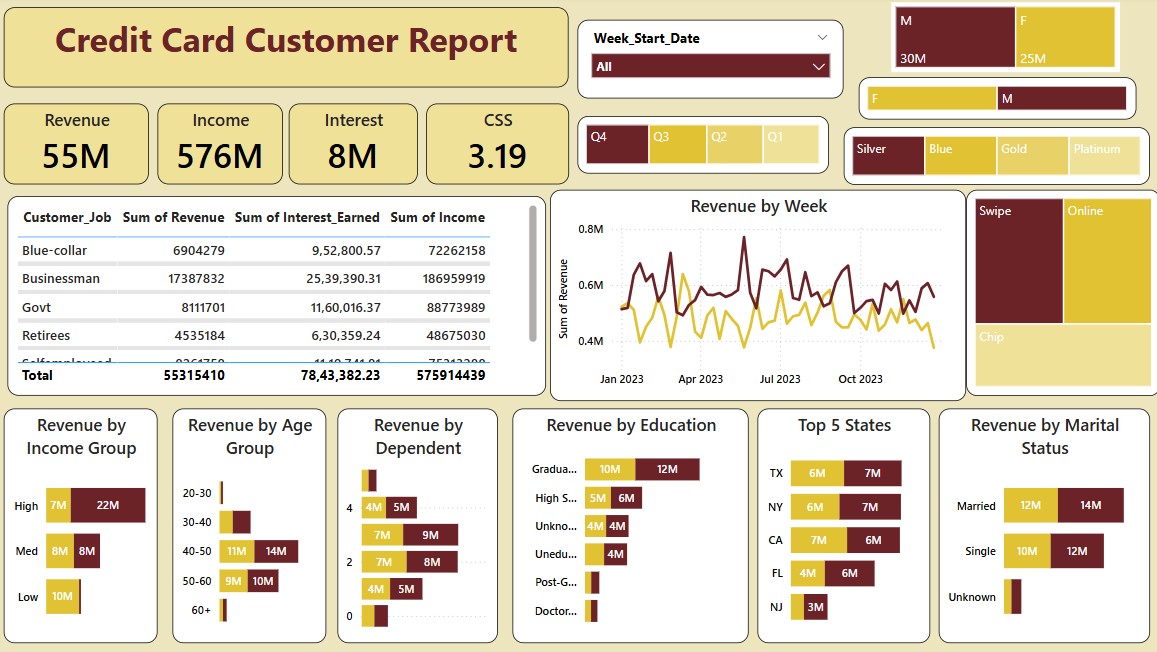 Credit Card Customer Report
Week_Start_Date
All
M
30M
F
25M
F
M
Revenue
55M
Income
576M
Interest
8M
CSS
3.19
Q4
Q3
Q2
Q1
Silver
Blue
Gold
Platinum
Customer_Job Sum of Revenue Sum of Interest_Earned Sum of Income
Blue-collar 6904279 9,52,800.57 72262158
Businessman 17387832 25,39,390.31 186959919
Govt 8111701 11,60,016.37 88773989
Retirees 4535184 6,30,359.24 48675030
Total 55315410 78,43,382.23 575914439
Revenue by Week
Sum of Revenue
0.8M
0.6M
0.4M
Jan 2023 Apr 2023 Jul 2023 Oct 2023
Swipe
Online
Chip
Revenue by
Income Group
High 7M 22M
Med 8M 8M
Low 10M
Revenue by Age
Group
20-30
30-40
40-50 11M 14M
50-60 9M 10M
60+
Revenue by
Dependent
4 4M 5M
7M 9M
2 7M 8M
4M 5M
0
Revenue by Education
Gradua... 10M 12M
High S... 5M 6M
Unkno... 4M 4M
Unedu... 4M
Post-G...
Doctor...
Top 5 States
TX 6M 7M
NY 6M 7M
CA 7M 6M
FL 4M 6M
NJ 3M
Revenue by Marital
Status
Married 12M 14M
Single 10M 12M
Unknown